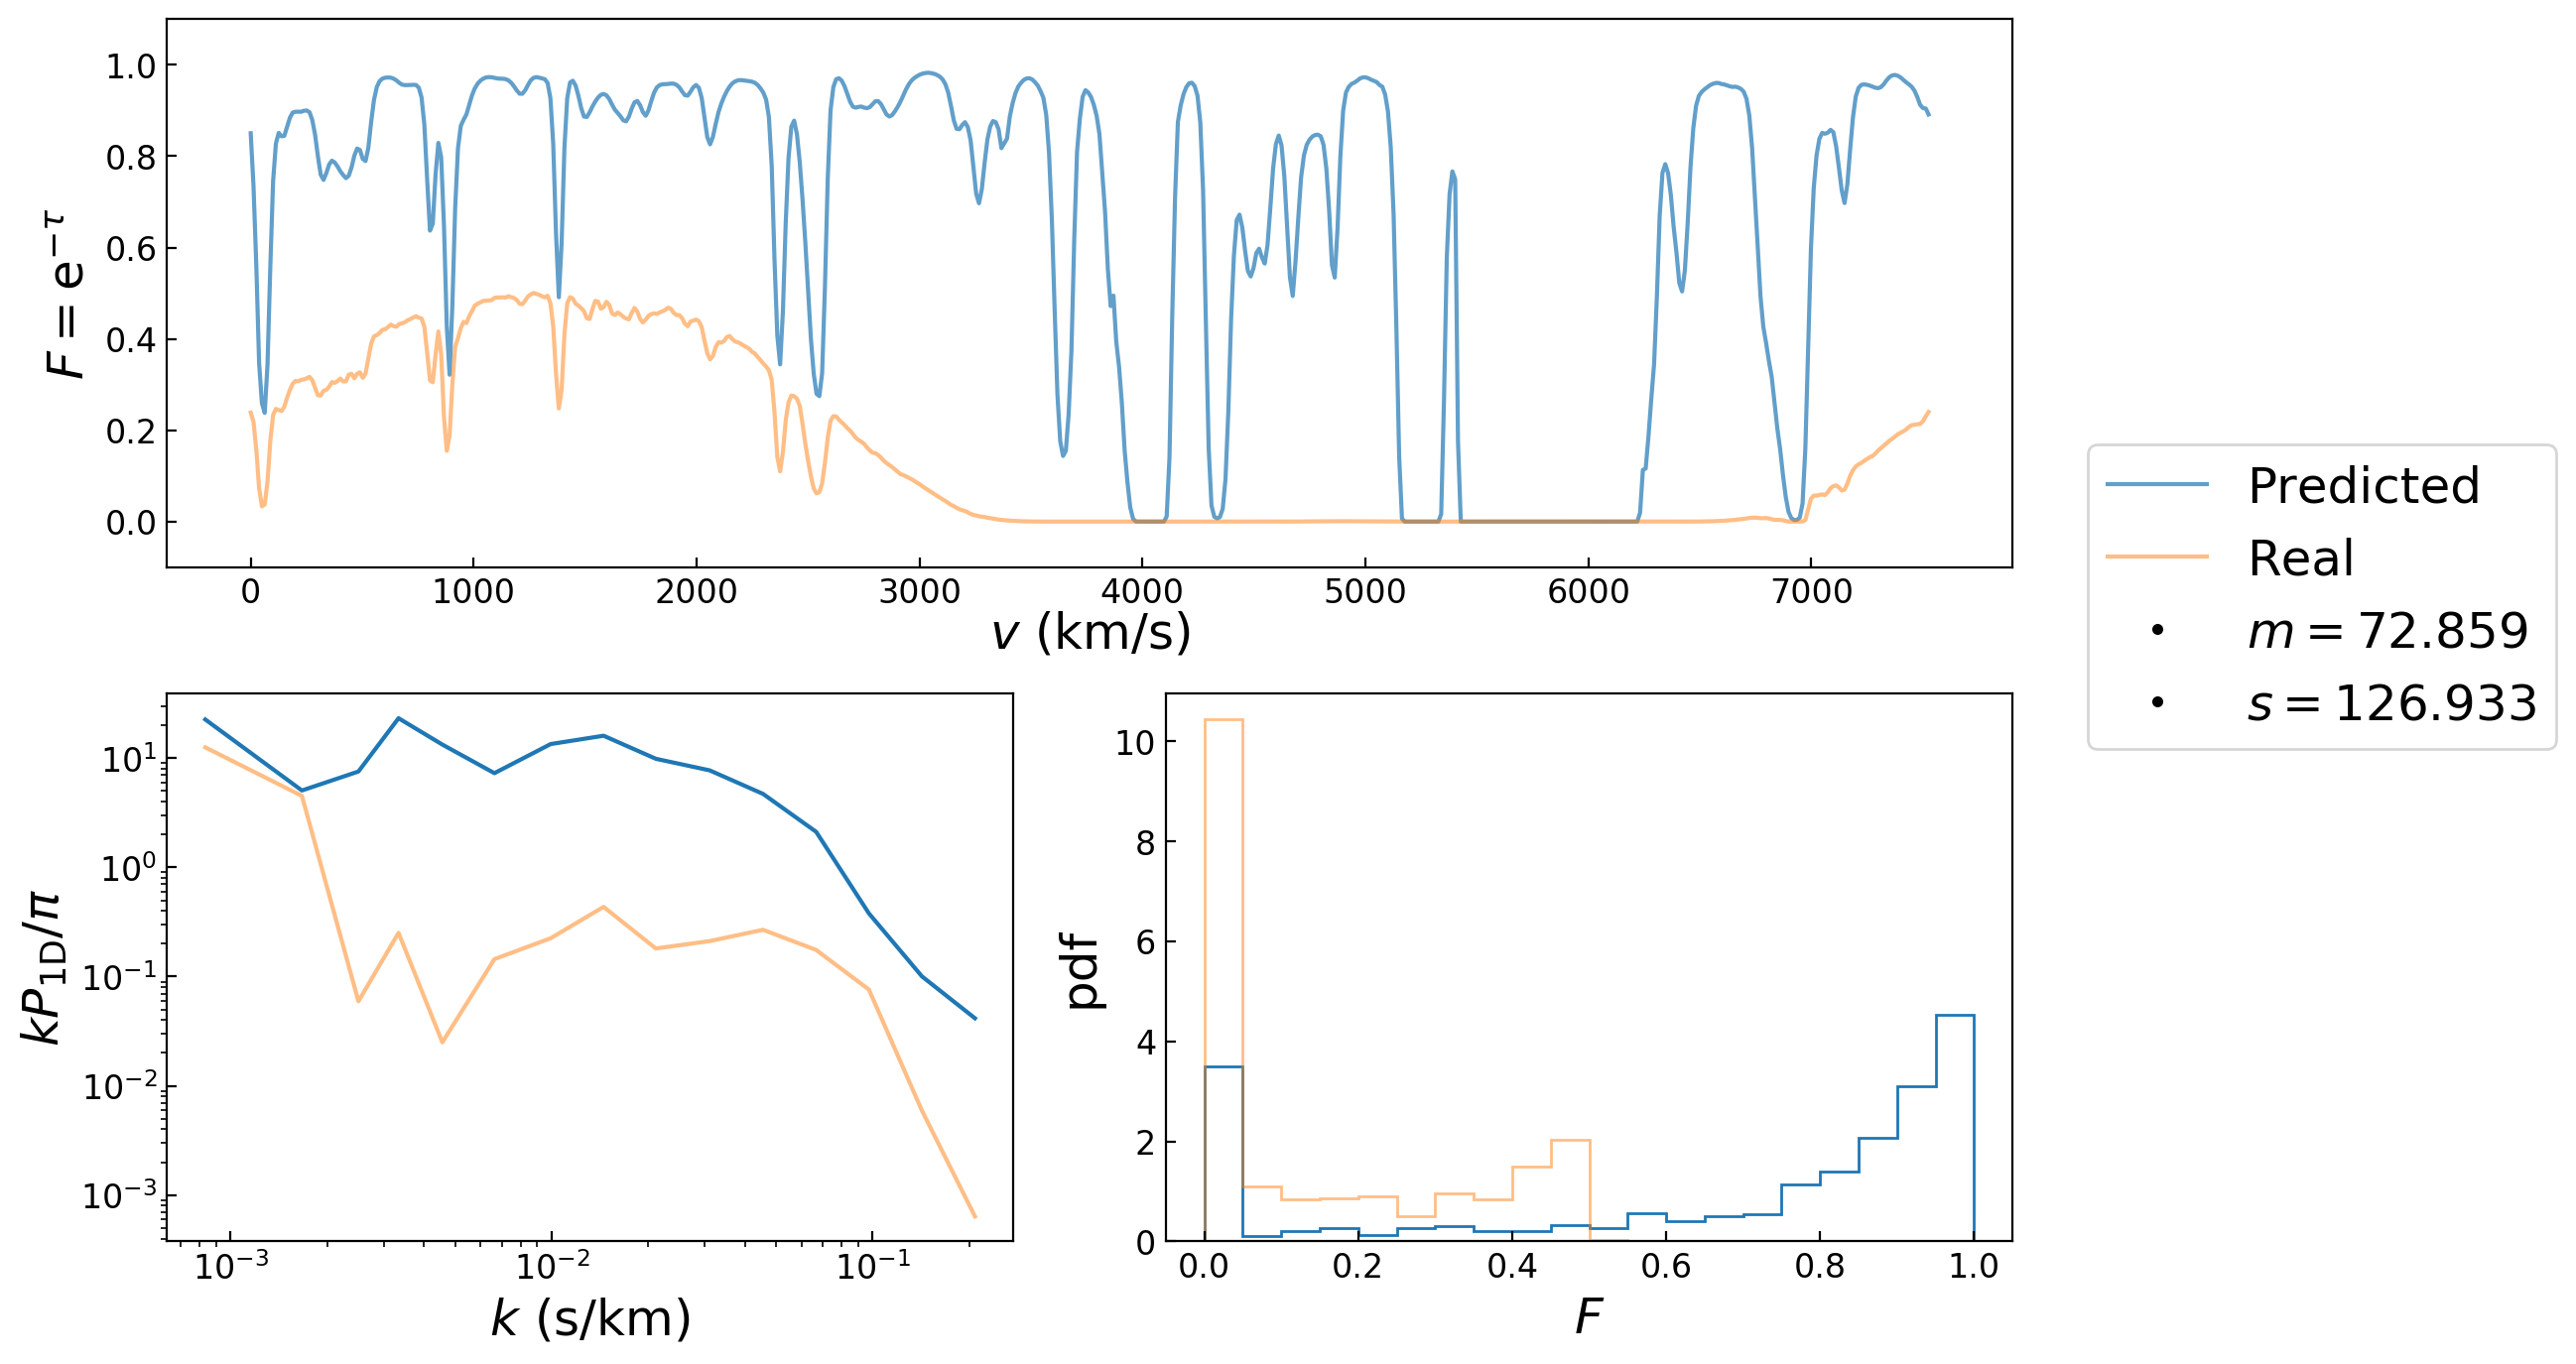 F = e^{-τ}
1.0
0.8
0.6
0.4
0.2
0.0
0 1000 2000 3000 4000 5000 6000 7000
v (km/s)
Predicted
Real
m = 72.859
s = 126.933
kP_{1D}/π
10^1
10^0
10^{-1}
10^{-2}
10^{-3}
10^{-3} 10^{-2} 10^{-1}
k (s/km)
pdf
10
8
6
4
2
0
0.0 0.2 0.4 0.6 0.8 1.0
F